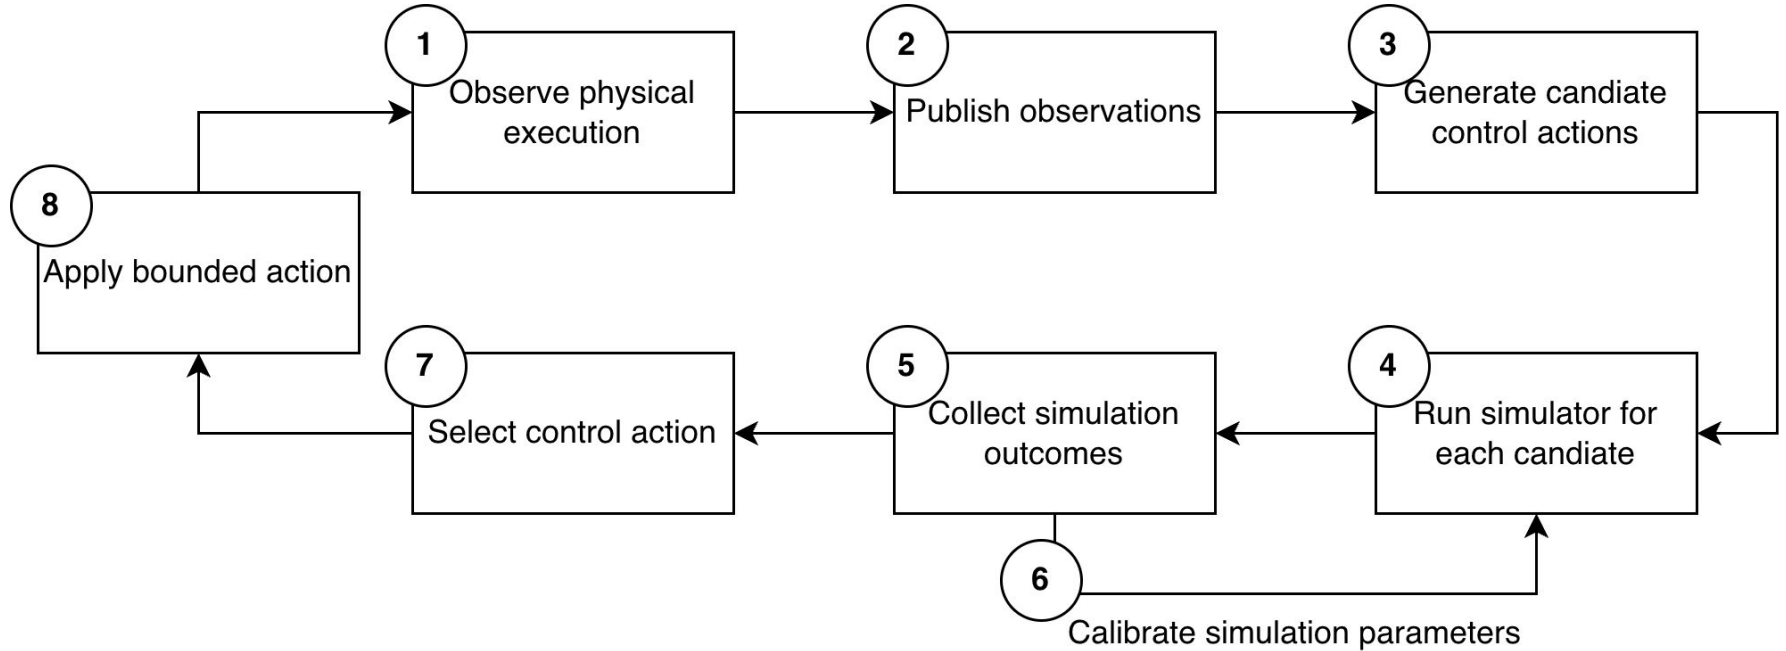 1
Observe physical
execution
2
Publish observations
3
Generate candiate
control actions
4
Run simulator for
each candiate
5
Collect simulation
outcomes
6
Calibrate simulation parameters
7
Select control action
8
Apply bounded action